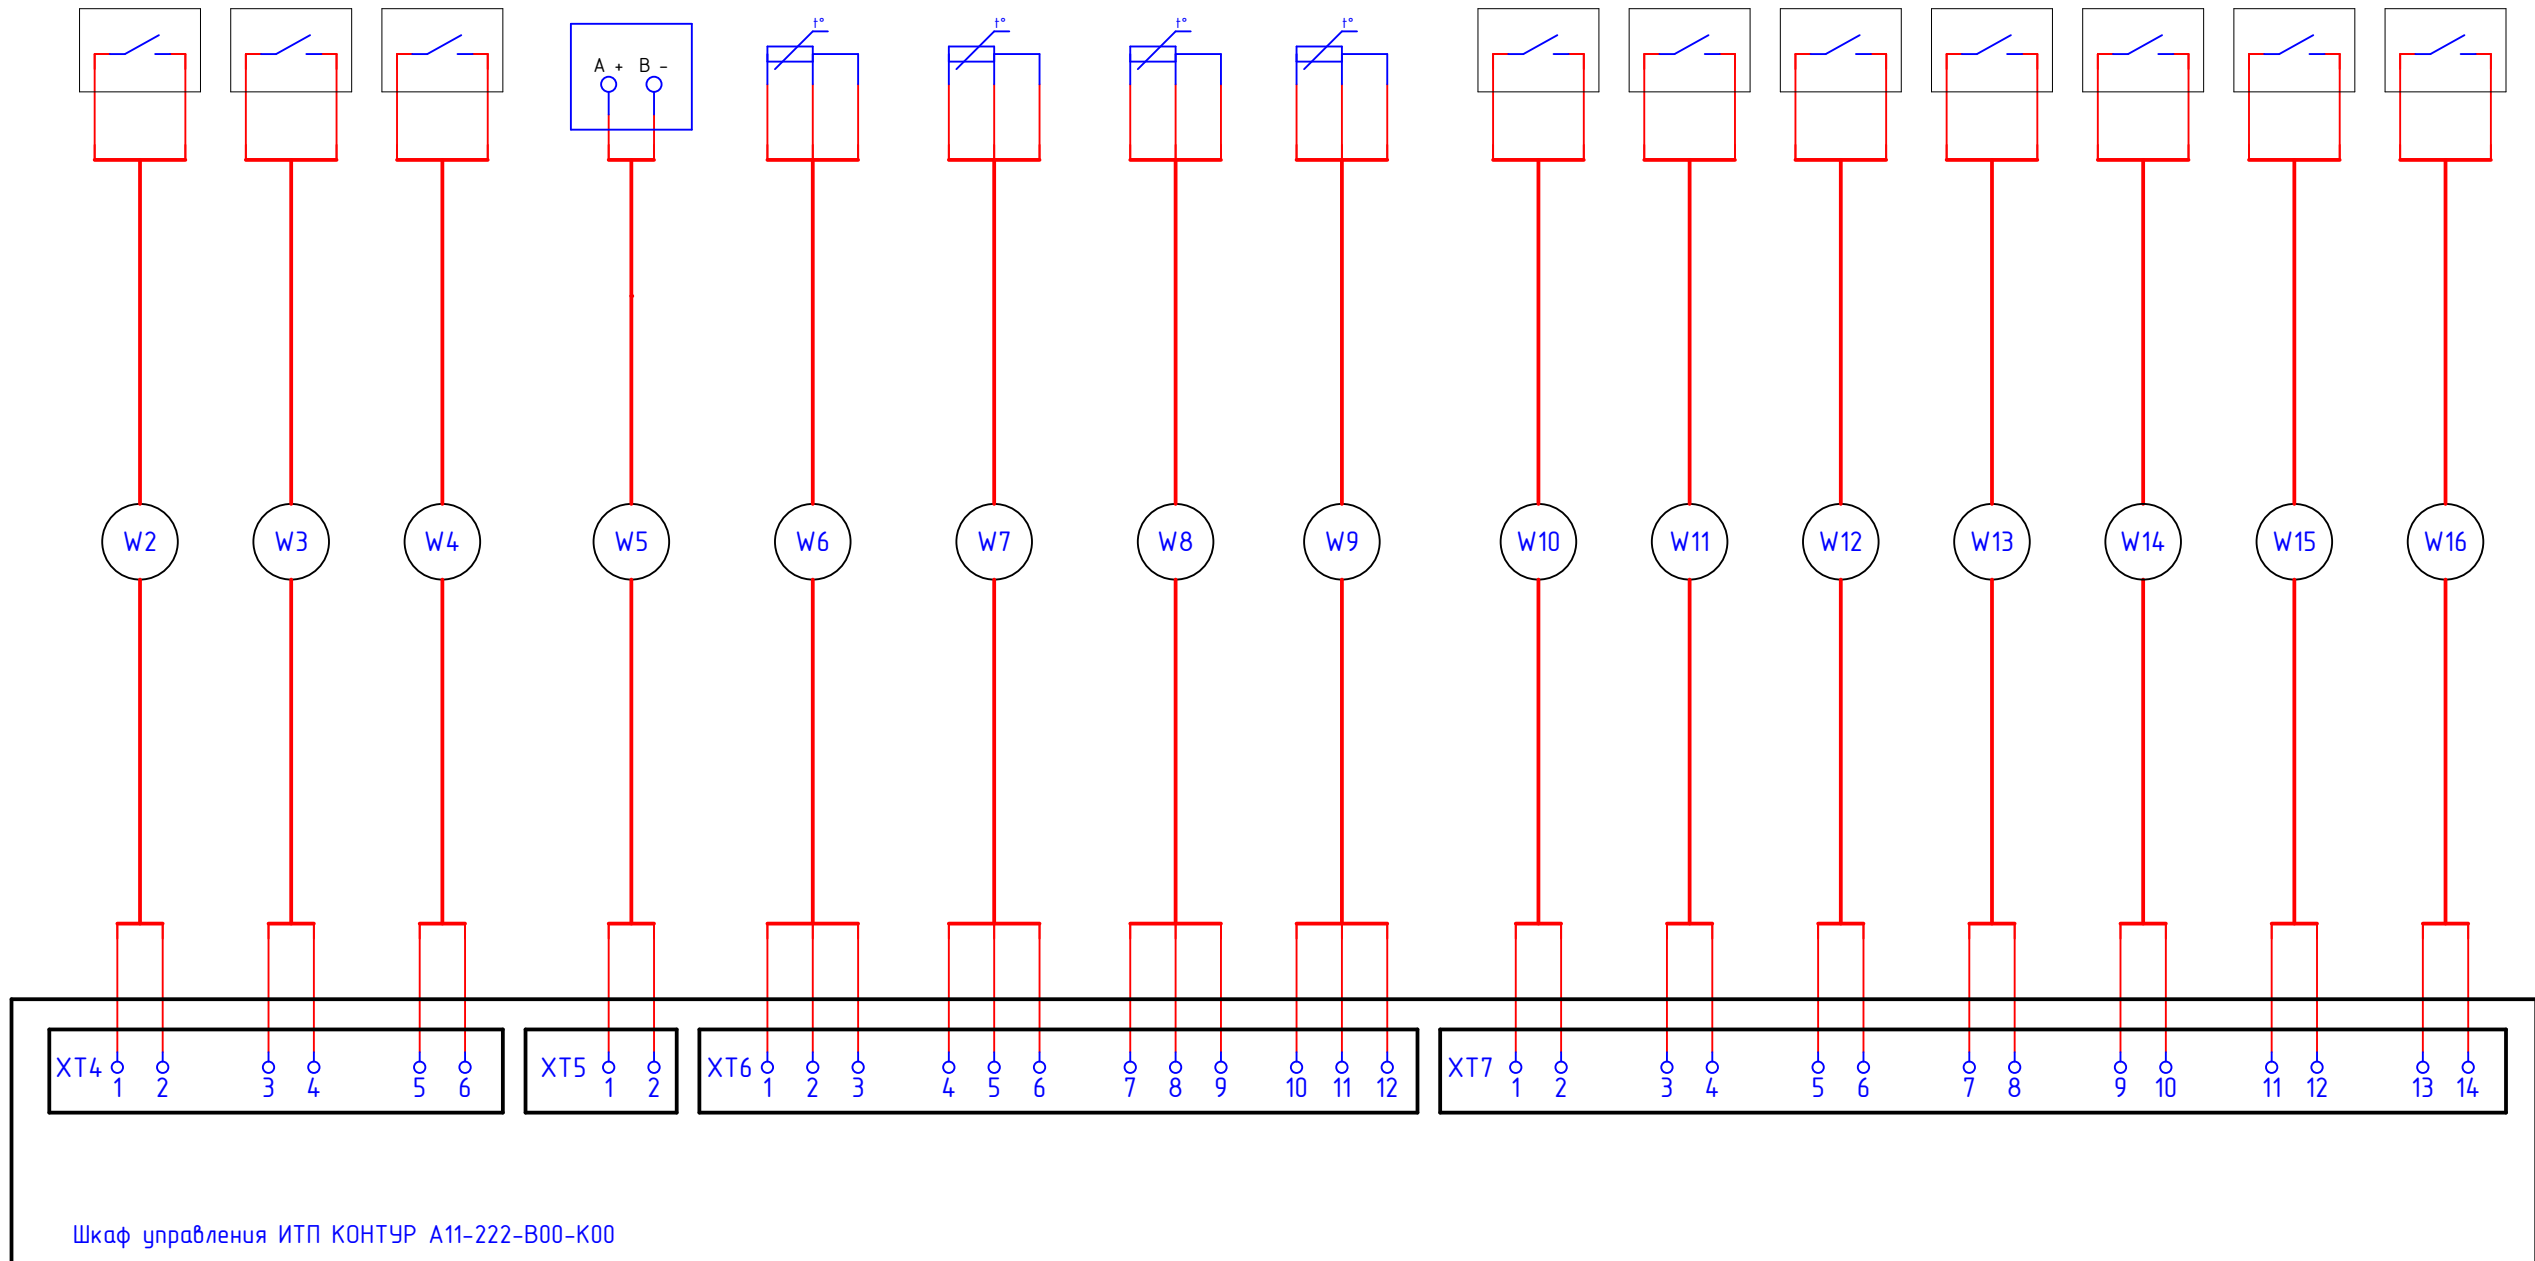 t° t° t° t°
A + B -
W2 W3 W4 W5 W6 W7 W8 W9 W10 W11 W12 W13 W14 W15 W16
XT4 XT5 XT6 XT7
1 2 3 4 5 6 1 2 1 2 3 4 5 6 7 8 9 10 11 12 1 2 3 4 5 6 7 8 9 10 11 12 13 14
Шкаф управления ИТП КОНТУР А11-222-В00-К00